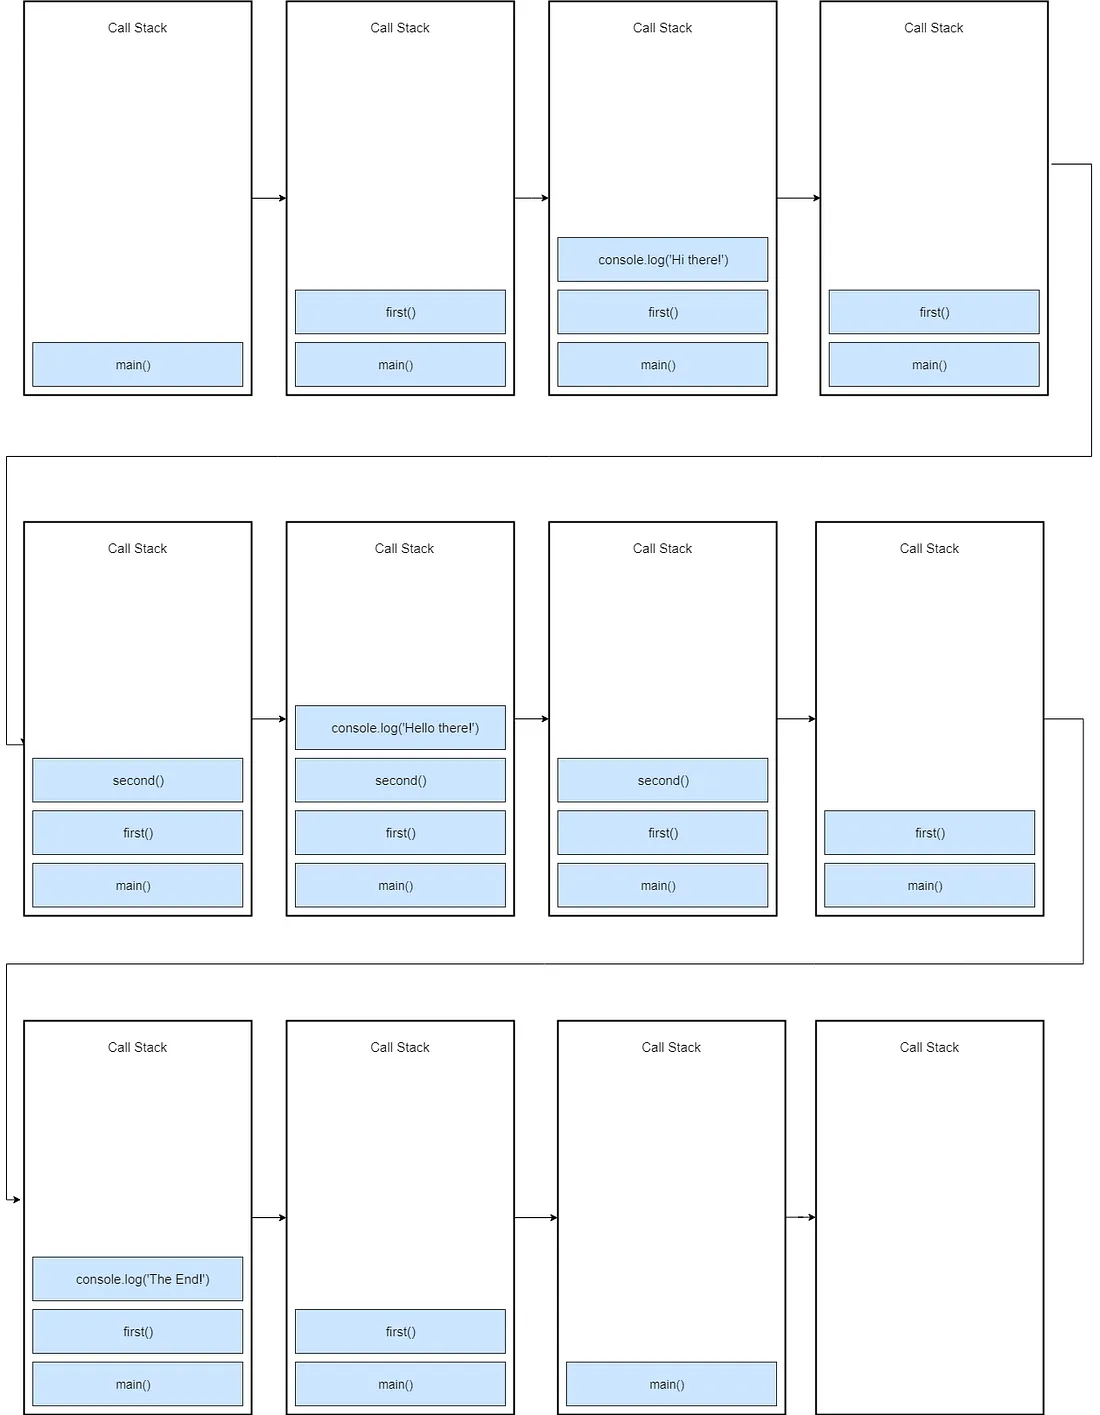 Call Stack
main()
Call Stack
first()
main()
Call Stack
console.log('Hi there!')
first()
main()
Call Stack
first()
main()
Call Stack
second()
first()
main()
Call Stack
console.log('Hello there!')
second()
first()
main()
Call Stack
second()
first()
main()
Call Stack
first()
main()
Call Stack
console.log('The End!')
first()
main()
Call Stack
first()
main()
Call Stack
main()
Call Stack